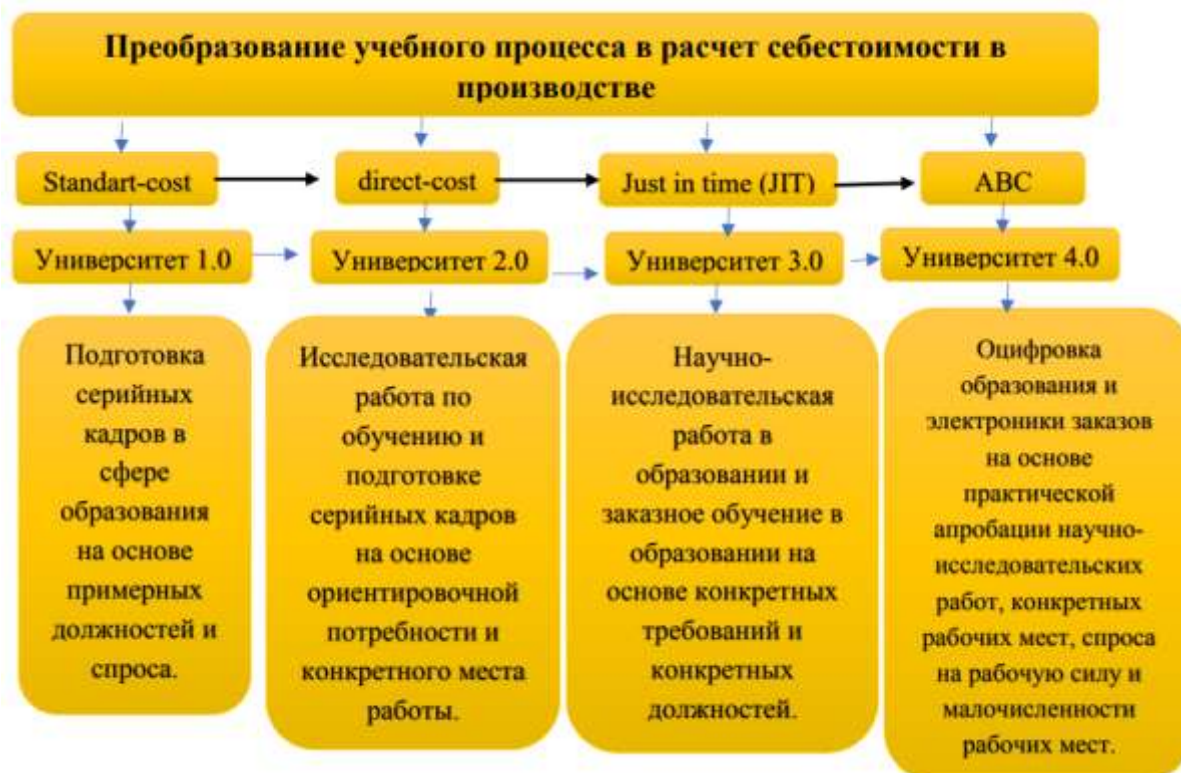 Преобразование учебного процесса в расчет себестоимости в
производстве
Standart-cost
direct-cost
Just in time (JIT)
ABC
Университет 1.0
Университет 2.0
Университет 3.0
Университет 4.0
Подготовка
серийных
кадров в
сфере
образования
на основе
примерных
должностей и
спроса.
Исследовательская
работа по
обучению и
подготовке
серийных кадров
на основе
ориентировочной
потребности и
конкретного места
работы.
Научно-
исследовательская
работа в
образовании и
заказное обучение в
образовании на
основе конкретных
требований и
конкретных
должностей.
Оцифровка
образования и
электроники заказов
на основе
практической
апробации научно-
исследовательских
работ, конкретных
рабочих мест, спроса
на рабочую силу и
малочисленности
рабочих мест.